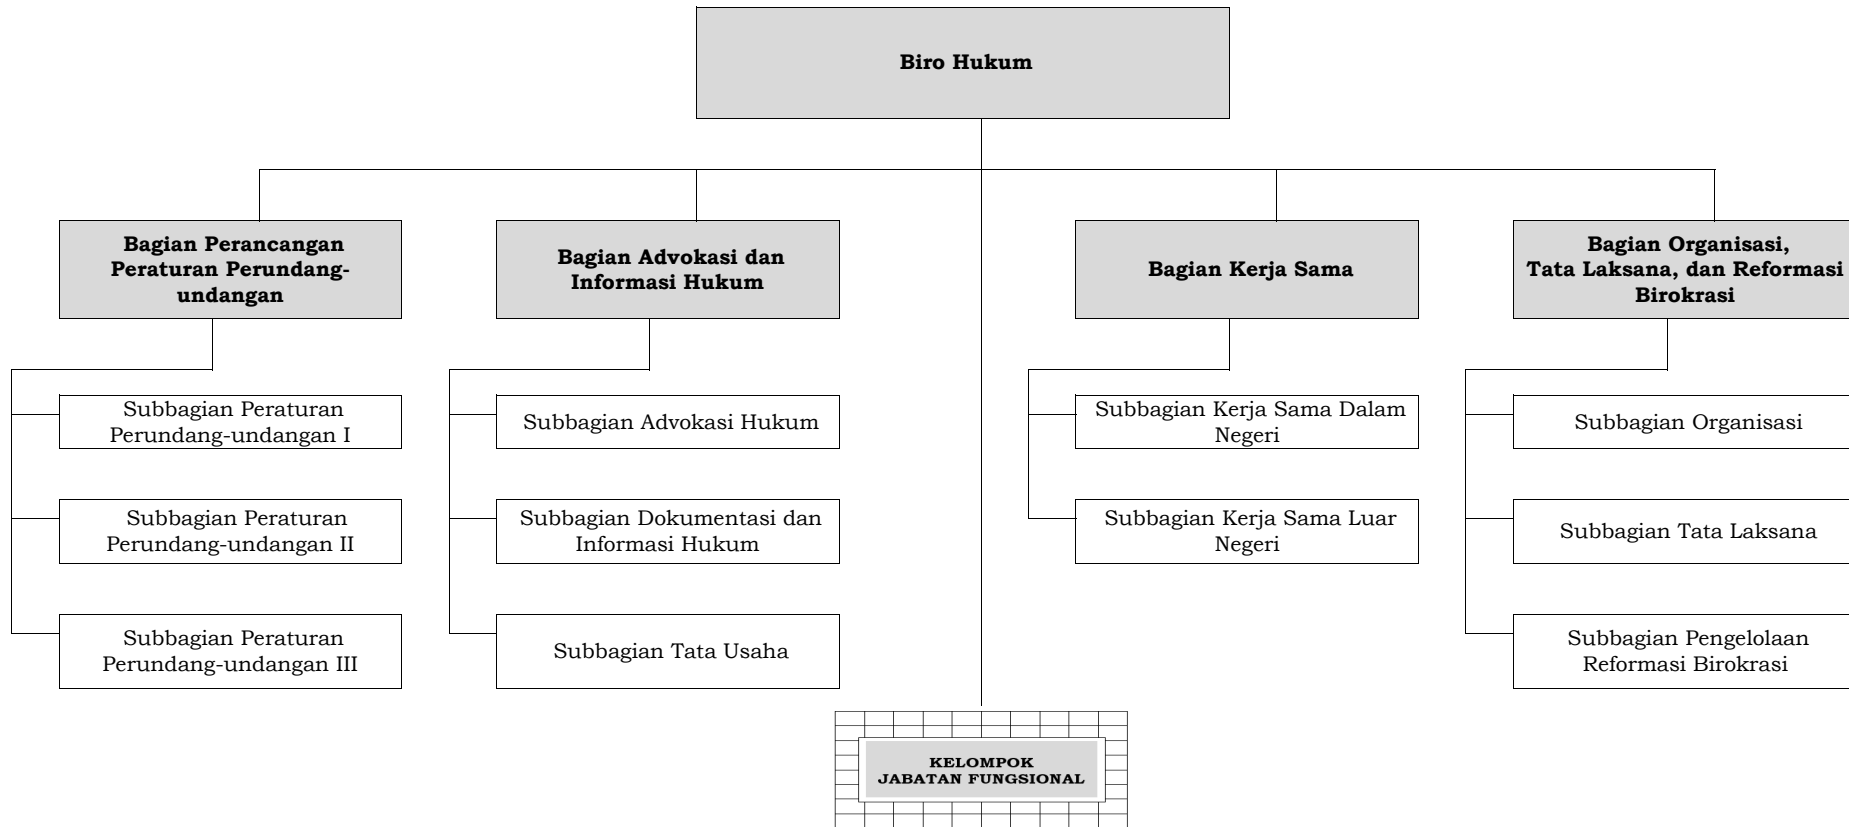 Biro Hukum
Bagian Perancangan
Peraturan Perundang-
undangan
Bagian Advokasi dan
Informasi Hukum
Bagian Kerja Sama
Bagian Organisasi,
Tata Laksana, dan Reformasi
Birokrasi
Subbagian Peraturan
Perundang-undangan I
Subbagian Advokasi Hukum
Subbagian Kerja Sama Dalam
Negeri
Subbagian Organisasi
Subbagian Peraturan
Perundang-undangan II
Subbagian Dokumentasi dan
Informasi Hukum
Subbagian Kerja Sama Luar
Negeri
Subbagian Tata Laksana
Subbagian Peraturan
Perundang-undangan III
Subbagian Tata Usaha
Subbagian Pengelolaan
Reformasi Birokrasi
KELOMPOK
JABATAN FUNGSIONAL